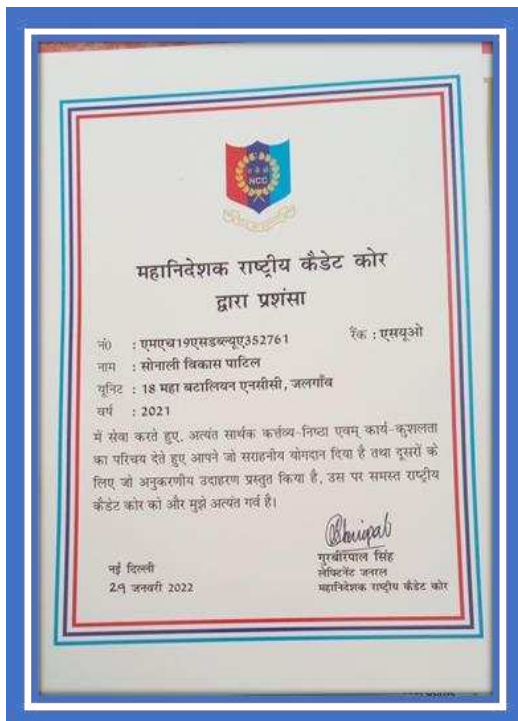 रा कै को
NCC
महानिदेशक राष्ट्रीय कैडेट कोर
द्वारा प्रशंसा
नं0 : एमएच19एसडब्ल्यूए352761 रैंक : एसयूओ
नाम : सोनाली विकास पाटिल
यूनिट : 18 महा बटालियन एनसीसी, जलगाँव
वर्ष : 2021
में सेवा करते हुए, अत्यंत सार्थक कर्त्तव्य-निष्ठा एवम् कार्य-कुशलता
का परिचय देते हुए आपने जो सराहनीय योगदान दिया है तथा दूसरों के
लिए जो अनुकरणीय उदाहरण प्रस्तुत किया है, उस पर समस्त राष्ट्रीय
कैडेट कोर को और मुझे अत्यंत गर्व है।
गुरबीरपाल सिंह
नई दिल्ली लेफ्टिनेंट जनरल
29 जनवरी 2022 महानिदेशक राष्ट्रीय कैडेट कोर